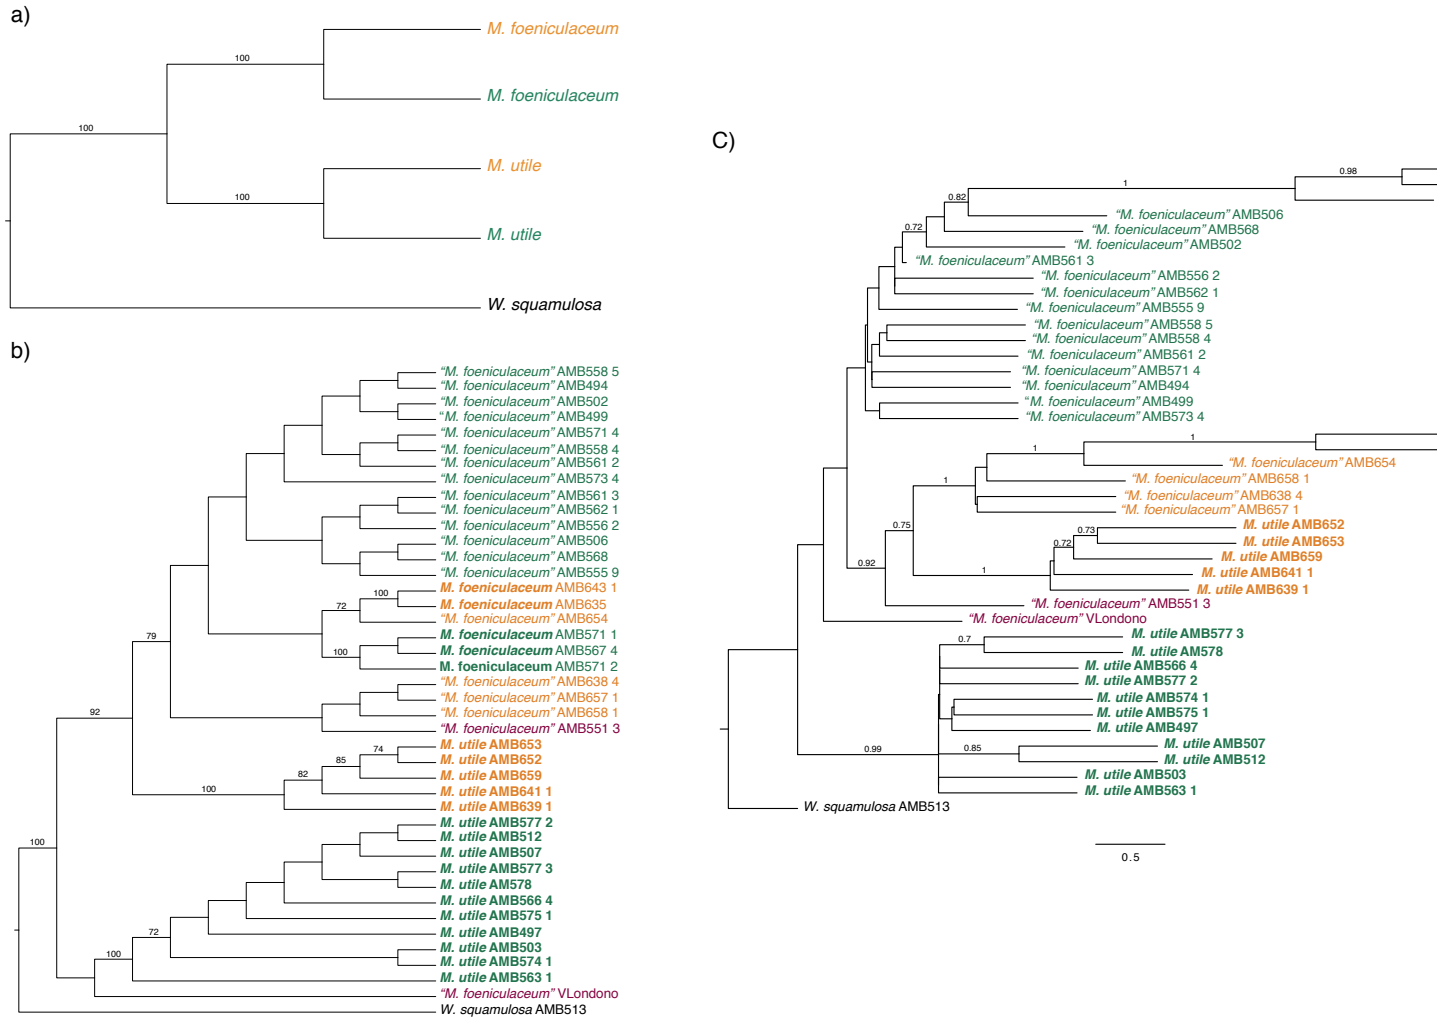 a)
M. foeniculaceum
100
M. foeniculaceum
100
M. utile
100
M. utile
W. squamulosa
b)
"M. foeniculaceum" AMB558 5
"M. foeniculaceum" AMB494
"M. foeniculaceum" AMB502
"M. foeniculaceum" AMB499
"M. foeniculaceum" AMB571 4
"M. foeniculaceum" AMB558 4
"M. foeniculaceum" AMB561 2
"M. foeniculaceum" AMB573 4
"M. foeniculaceum" AMB561 3
"M. foeniculaceum" AMB562 1
"M. foeniculaceum" AMB556 2
"M. foeniculaceum" AMB506
"M. foeniculaceum" AMB568
"M. foeniculaceum" AMB555 9
100 M. foeniculaceum AMB643 1
72 M. foeniculaceum AMB635
"M. foeniculaceum" AMB654
79 M. foeniculaceum AMB571 1
100 M. foeniculaceum AMB567 4
M. foeniculaceum AMB571 2
"M. foeniculaceum" AMB638 4
"M. foeniculaceum" AMB657 1
92 "M. foeniculaceum" AMB658 1
"M. foeniculaceum" AMB551 3
74 M. utile AMB653
85 M. utile AMB652
82 M. utile AMB659
100 M. utile AMB641 1
M. utile AMB639 1
M. utile AMB577 2
M. utile AMB512
100 M. utile AMB507
M. utile AMB577 3
M. utile AM578
M. utile AMB566 4
M. utile AMB575 1
72 M. utile AMB497
M. utile AMB503
100 M. utile AMB574 1
M. utile AMB563 1
"M. foeniculaceum" VLondono
W. squamulosa AMB513
C)
0.98
1
0.82
"M. foeniculaceum" AMB506
0.72 "M. foeniculaceum" AMB568
"M. foeniculaceum" AMB502
"M. foeniculaceum" AMB561 3
"M. foeniculaceum" AMB556 2
"M. foeniculaceum" AMB562 1
"M. foeniculaceum" AMB555 9
"M. foeniculaceum" AMB558 5
"M. foeniculaceum" AMB558 4
"M. foeniculaceum" AMB561 2
"M. foeniculaceum" AMB571 4
"M. foeniculaceum" AMB494
"M. foeniculaceum" AMB499
"M. foeniculaceum" AMB573 4
1
1
"M. foeniculaceum" AMB654
1 "M. foeniculaceum" AMB658 1
"M. foeniculaceum" AMB638 4
"M. foeniculaceum" AMB657 1
0.75 0.73 M. utile AMB652
0.72 M. utile AMB653
M. utile AMB659
0.92 1 M. utile AMB641 1
M. utile AMB639 1
"M. foeniculaceum" AMB551 3
"M. foeniculaceum" VLondono
0.7 M. utile AMB577 3
M. utile AM578
M. utile AMB566 4
M. utile AMB577 2
M. utile AMB574 1
M. utile AMB575 1
M. utile AMB497
0.99 0.85 M. utile AMB507
M. utile AMB512
M. utile AMB503
M. utile AMB563 1
W. squamulosa AMB513
0.5